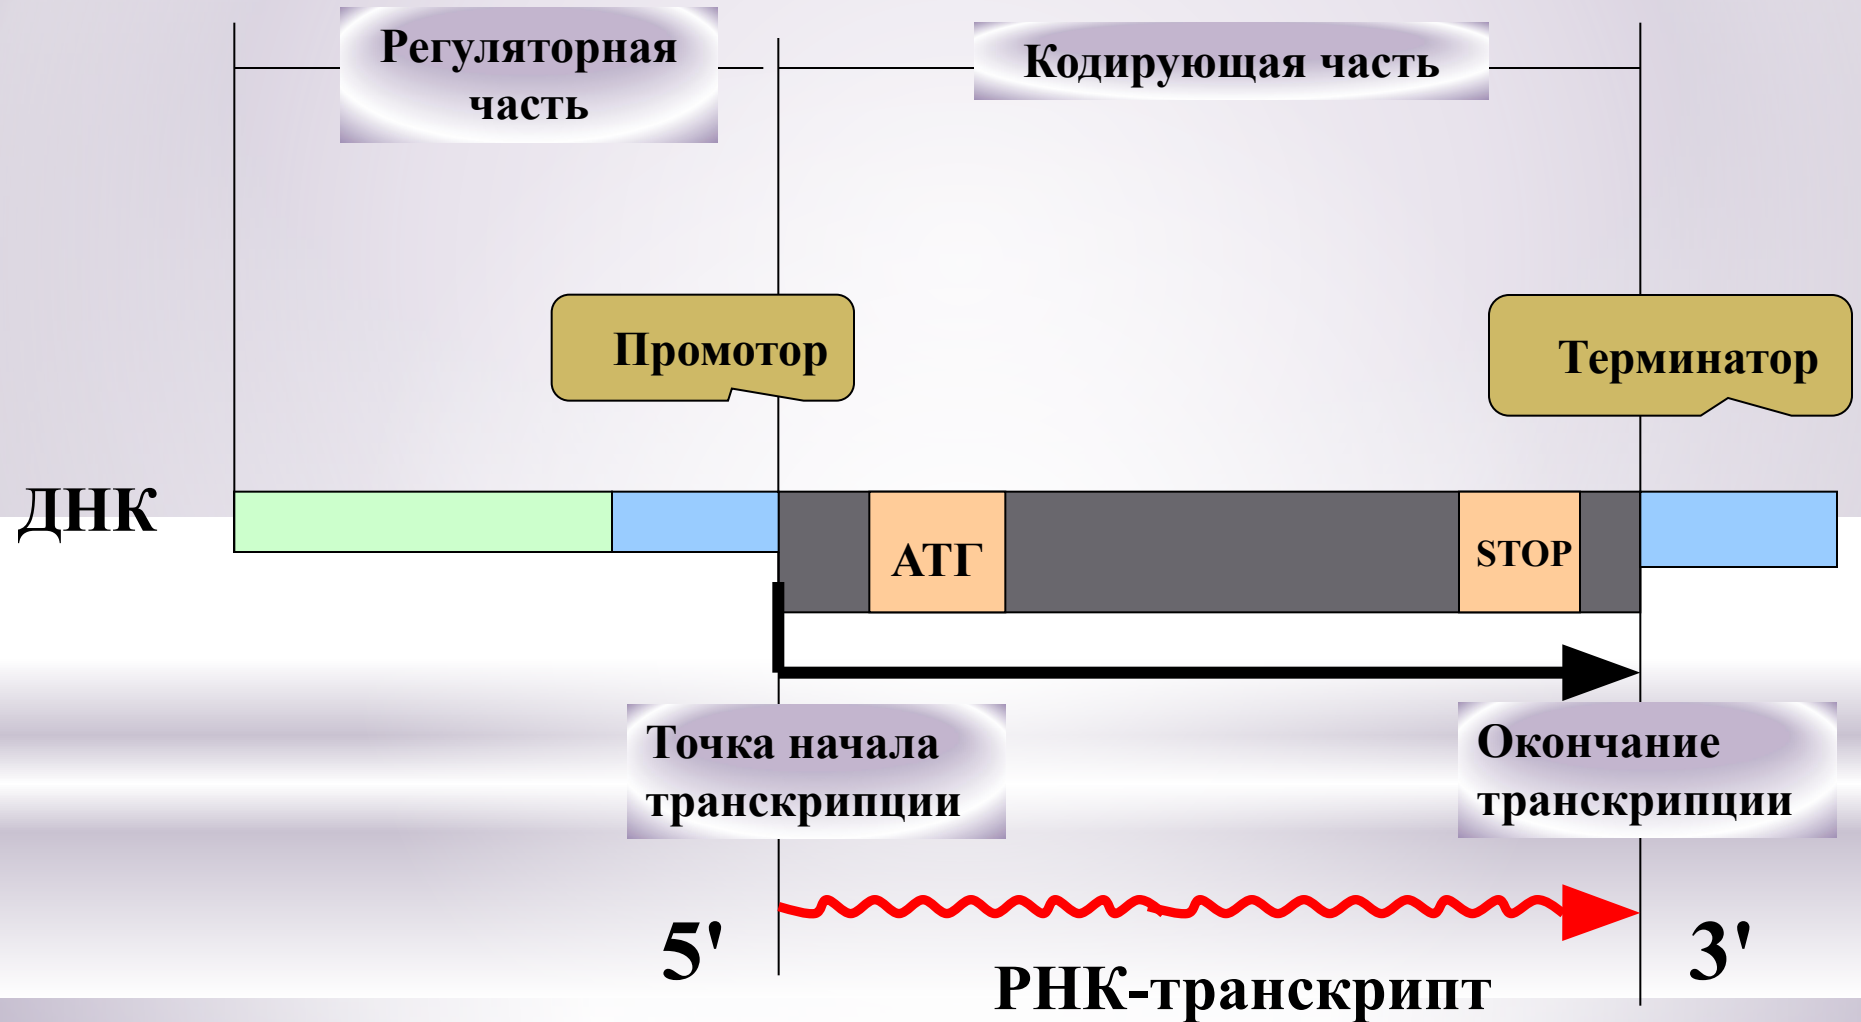 Регуляторная
часть
Кодирующая часть
Промотор
Терминатор
ДНК
АТГ
STOP
Точка начала
транскрипции
Окончание
транскрипции
5'
3'
РНК-транскрипт